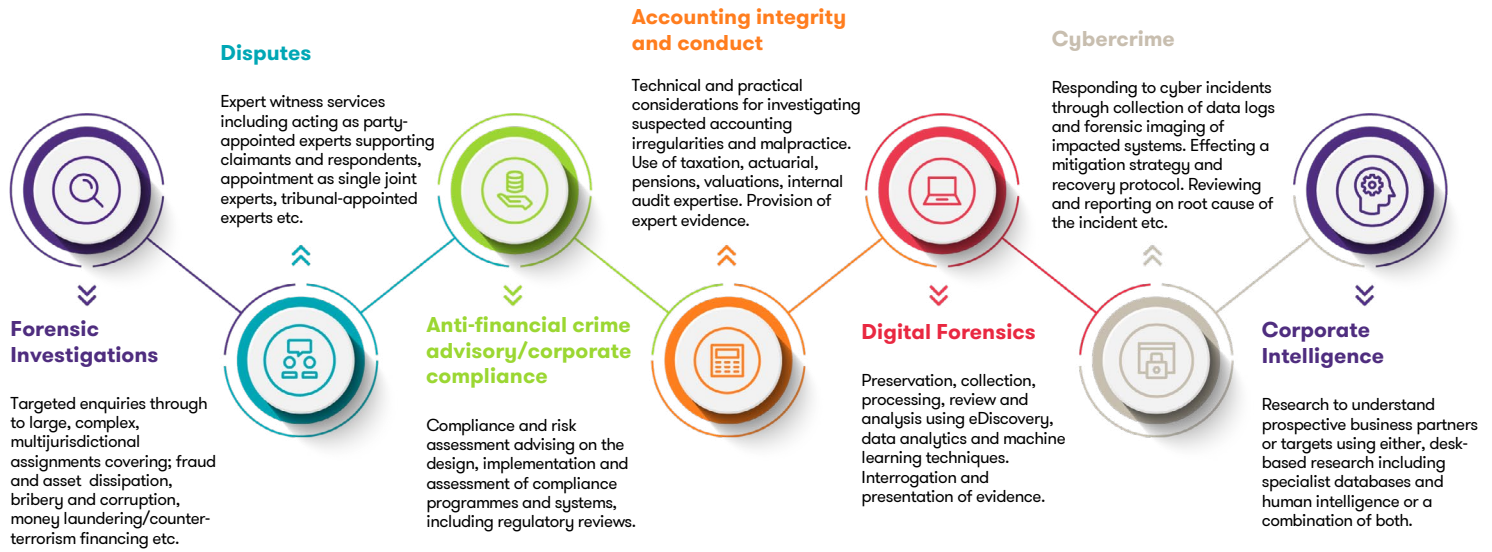 Forensic
Investigations
Targeted enquiries through
to large, complex,
multijurisdictional
assignments covering; fraud
and asset  dissipation,
bribery and corruption,
money laundering/counter-
terrorism financing etc.
Disputes
Expert witness services
including acting as party-
appointed experts supporting
claimants and respondents,
appointment as single joint
experts, tribunal-appointed
experts etc.
Anti-financial crime
advisory/corporate
compliance
Compliance and risk
assessment advising on the
design, implementation and
assessment of compliance
programmes and systems,
including regulatory reviews.
Accounting integrity
and conduct
Technical and practical
considerations for investigating
suspected accounting
irregularities and malpractice.
Use of taxation, actuarial,
pensions, valuations, internal
audit expertise. Provision of
expert evidence.
Digital Forensics
Preservation, collection,
processing, review and
analysis using eDiscovery,
data analytics and machine
learning techniques.
Interrogation and
presentation of evidence.
Cybercrime
Responding to cyber incidents
through collection of data logs
and forensic imaging of
impacted systems. Effecting a
mitigation strategy and
recovery protocol. Reviewing
and reporting on root cause of
the incident etc.
Corporate
Intelligence
Research to understand
prospective business partners
or targets using either, desk-
based research including
specialist databases and
human intelligence or a
combination of both.